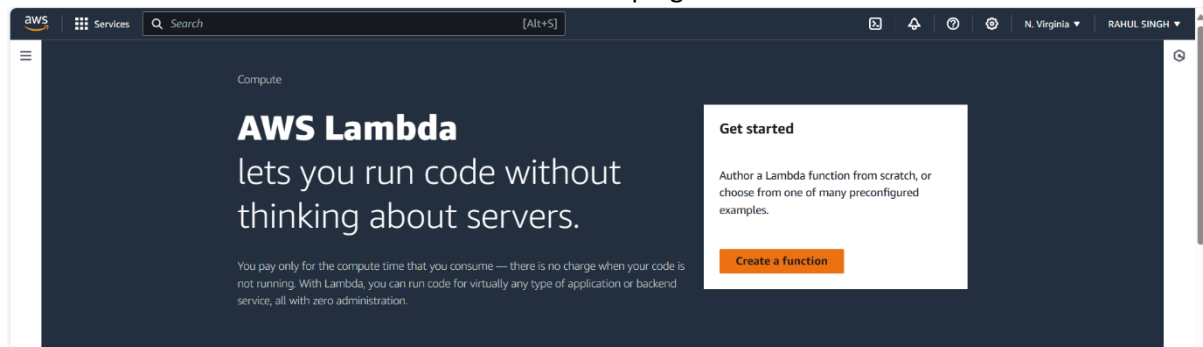 aws
Services
Search
[Alt+S]
N. Virginia
RAHUL SINGH
Compute
AWS Lambda
lets you run code without
thinking about servers.
You pay only for the compute time that you consume — there is no charge when your code is
not running. With Lambda, you can run code for virtually any type of application or backend
service, all with zero administration.
Get started
Author a Lambda function from scratch, or
choose from one of many preconfigured
examples.
Create a function